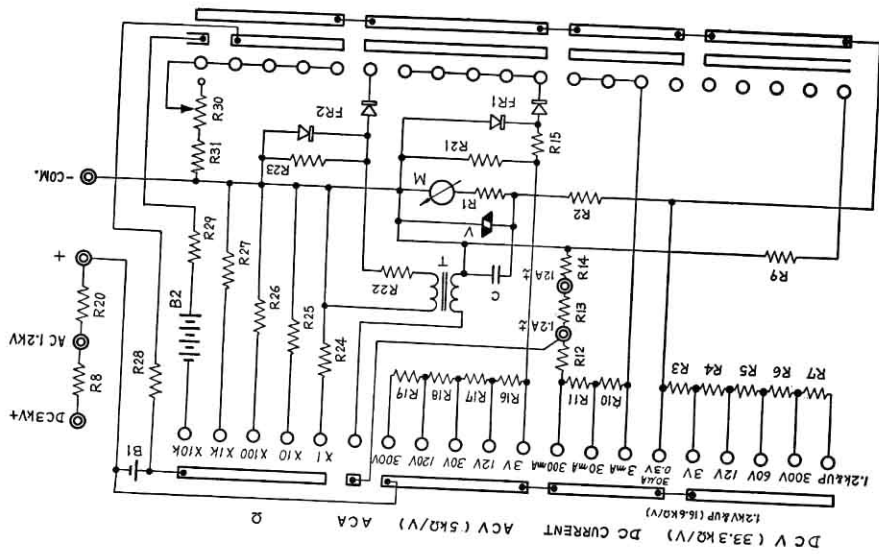 -COM.
+
AC 1.2KV
DC3KV+
R20
R8
B1
R28
B2
R29
R30
R31
R27
R26
R25
R24
R23
FR2
R22
T
C
R21
M
R1
V
FR1
R15
R2
R14
12A±
R13
1.2A±
R12
R9
R19
R18
R17
R16
R11
R10
R3
R4
R5
R6
R7
X10K
X1K
X100
X10
X1
300V
120V
30V
12V
3V
300mA
30mA
3mA
0.3V
30μA
3V
12V
60V
300V
1.2k&UP
Ω
ACA
ACV (5KΩ/V)
DC CURRENT
1.2KV&UP (16.6KΩ/V)
DC V (33.3KΩ/V)